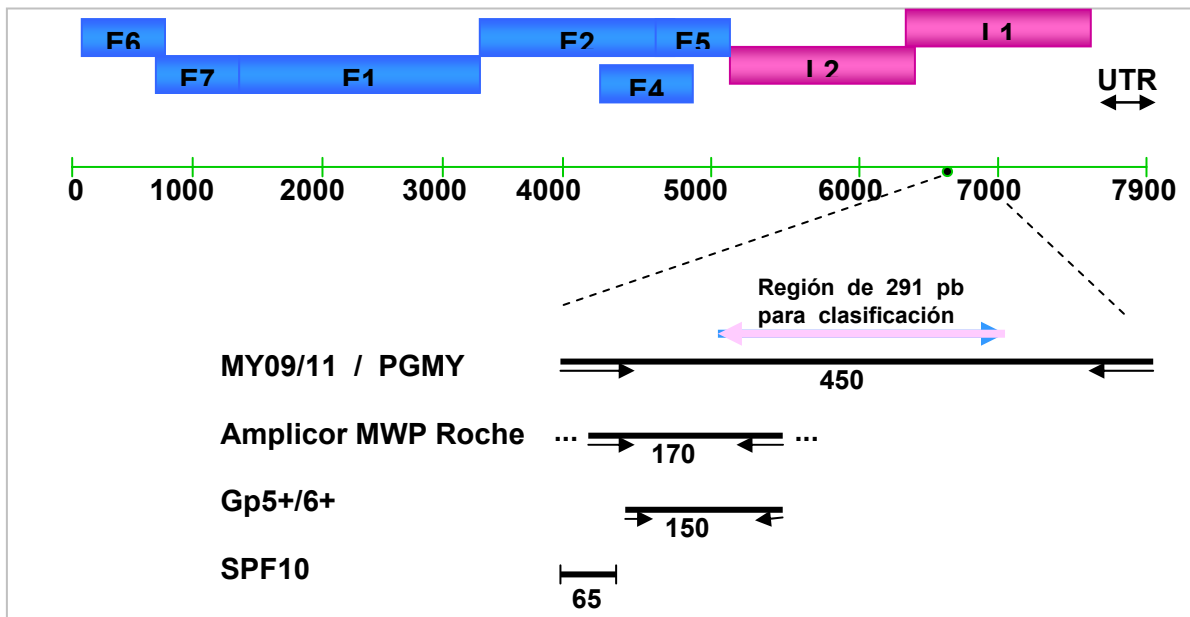 E6
E2
E5
L1
E7
E1
E4
L2
UTR
0 1000 2000 3000 4000 5000 6000 7000 7900
Región de 291 pb
para clasificación
MY09/11 / PGMY
450
Amplicor MWP Roche ... ...
170
Gp5+/6+
150
SPF10
65